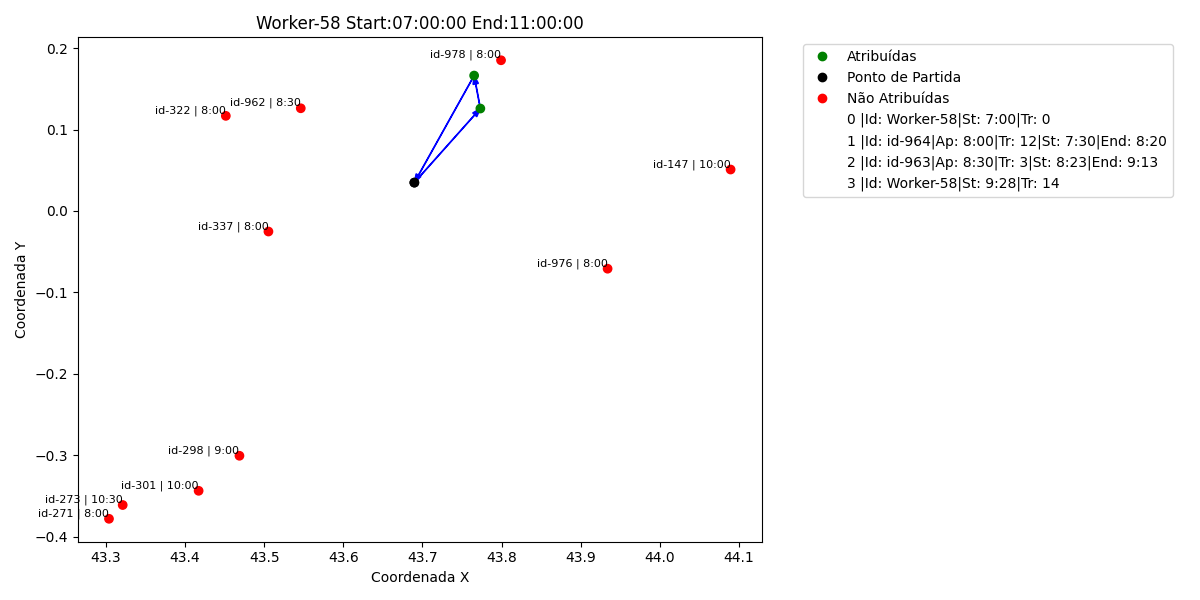 Worker-58 Start:07:00:00 End:11:00:00
0.2
0.1
0.0
−0.1
−0.2
−0.3
−0.4
Coordenada Y
id-978 | 8:00
id-962 | 8:30
id-322 | 8:00
id-147 | 10:00
id-337 | 8:00
id-976 | 8:00
id-298 | 9:00
id-301 | 10:00
id-273 | 10:30
id-271 | 8:00
43.3
43.4
43.5
43.6
43.7
43.8
43.9
44.0
44.1
Coordenada X
Atribuídas
Ponto de Partida
Não Atribuídas
0 |Id: Worker-58|St: 7:00|Tr: 0
1 |Id: id-964|Ap: 8:00|Tr: 12|St: 7:30|End: 8:20
2 |Id: id-963|Ap: 8:30|Tr: 3|St: 8:23|End: 9:13
3 |Id: Worker-58|St: 9:28|Tr: 14